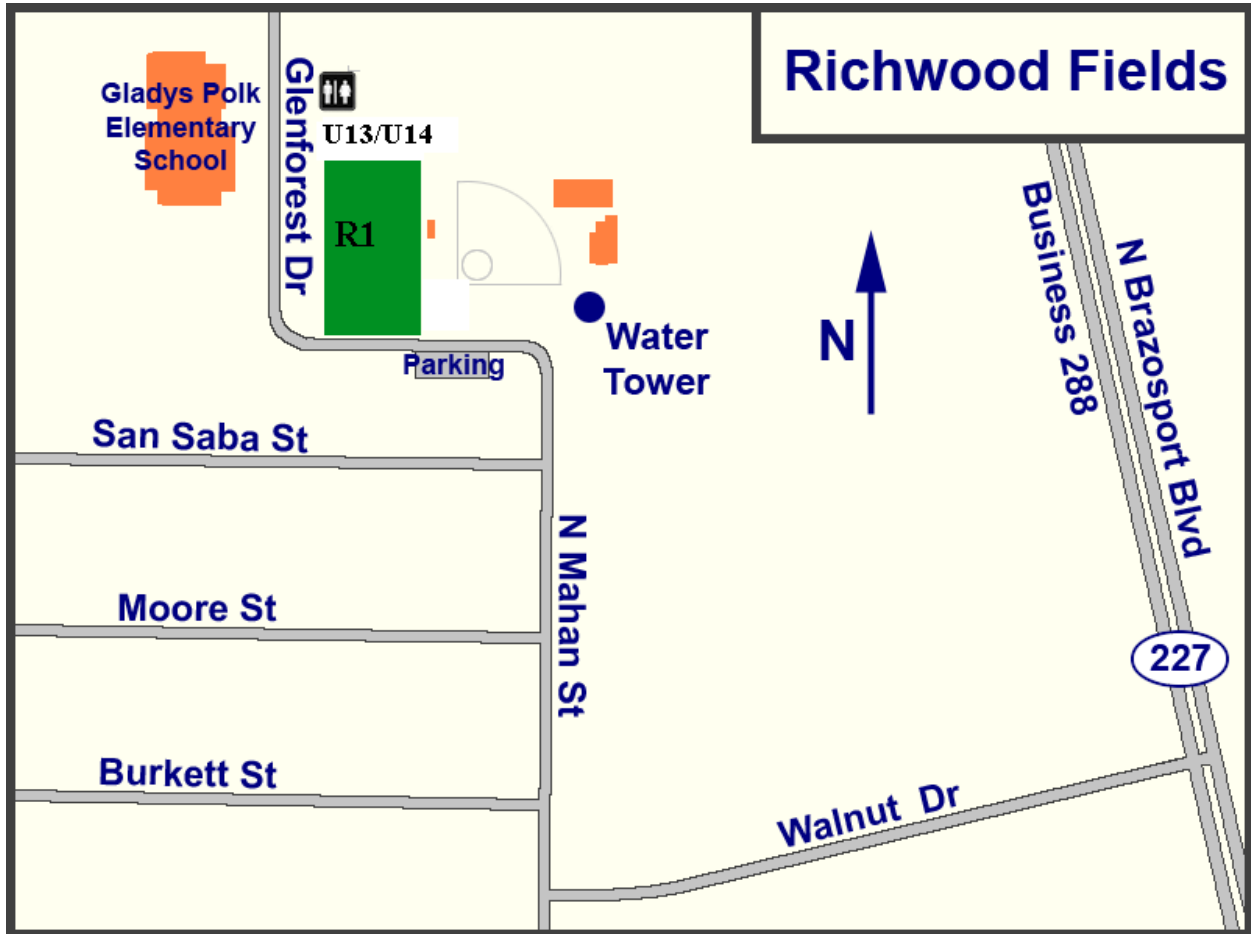 Richwood Fields
Gladys Polk
Elementary
School
Glenforest Dr
U13/U14
R1
Water
Tower
N
Business 288
N Brazosport Blvd
Parking
San Saba St
N Mahan St
Moore St
227
Burkett St
Walnut Dr